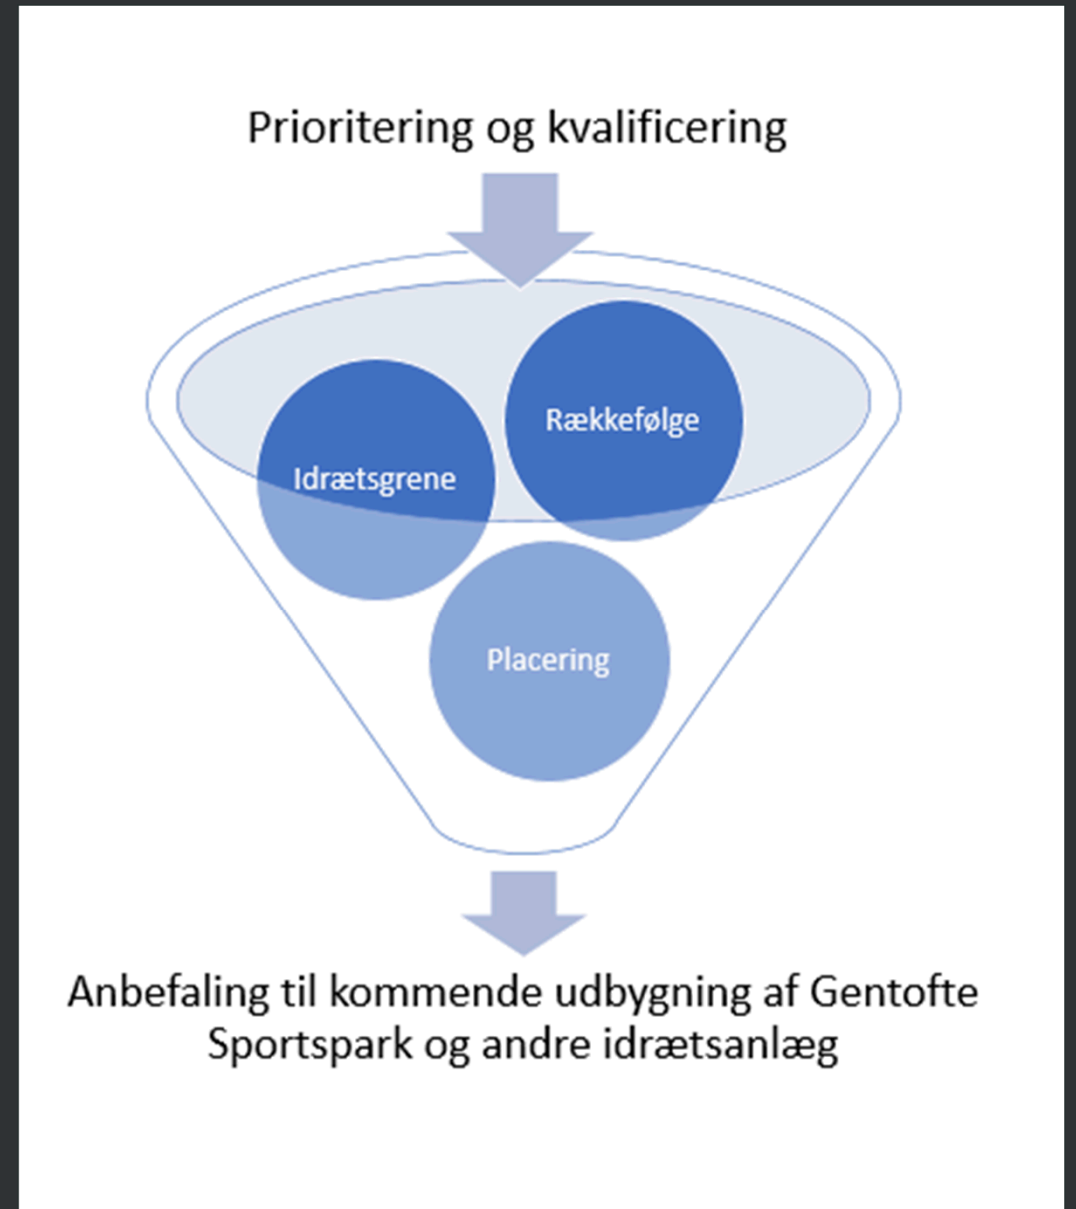 Prioritering og kvalificering
Rækkefølge
Idrætsgrene
Placering
Anbefaling til kommende udbygning af Gentofte
Sportspark og andre idrætsanlæg